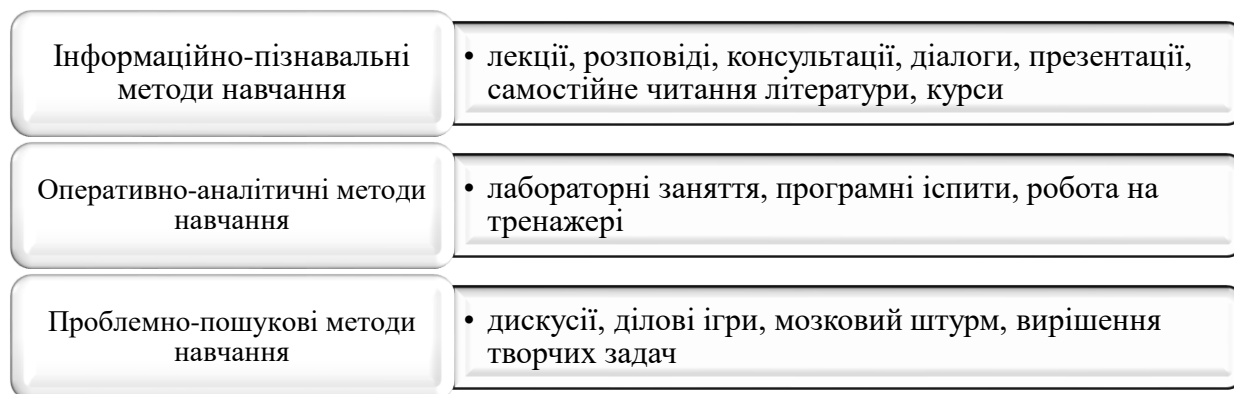 Інформаційно-пізнавальні
методи навчання
• лекції, розповіді, консультації, діалоги, презентації,
самостійне читання літератури, курси
Оперативно-аналітичні методи
навчання
• лабораторні заняття, програмні іспити, робота на
тренажері
Проблемно-пошукові методи
навчання
• дискусії, ділові ігри, мозковий штурм, вирішення
творчих задач